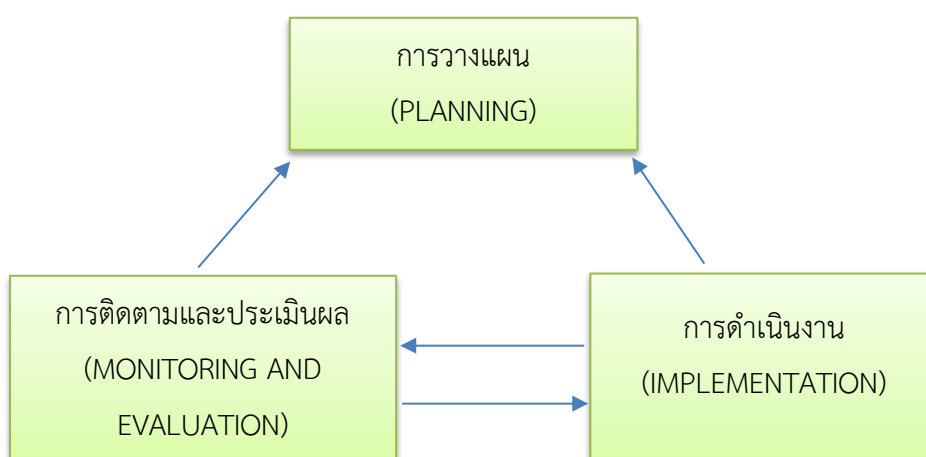 การวางแผน
(PLANNING)
การติดตามและประเมินผล
(MONITORING AND
EVALUATION)
การดำเนินงาน
(IMPLEMENTATION)